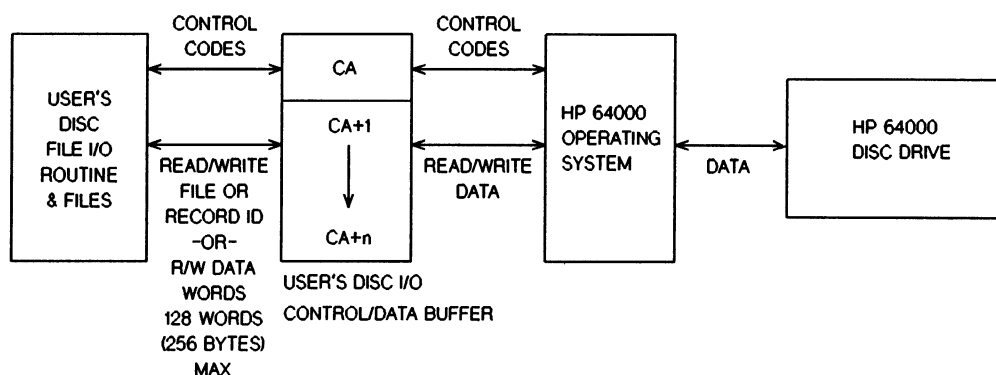 USER'S
DISC
FILE I/O
ROUTINE
& FILES
CONTROL
CODES
READ/WRITE
FILE OR
RECORD ID
-OR-
R/W DATA
WORDS
128 WORDS
(256 BYTES)
MAX
CA
CA+1
CA+n
USER'S DISC I/O
CONTROL/DATA BUFFER
CONTROL
CODES
READ/WRITE
DATA
HP 64000
OPERATING
SYSTEM
DATA
HP 64000
DISC DRIVE